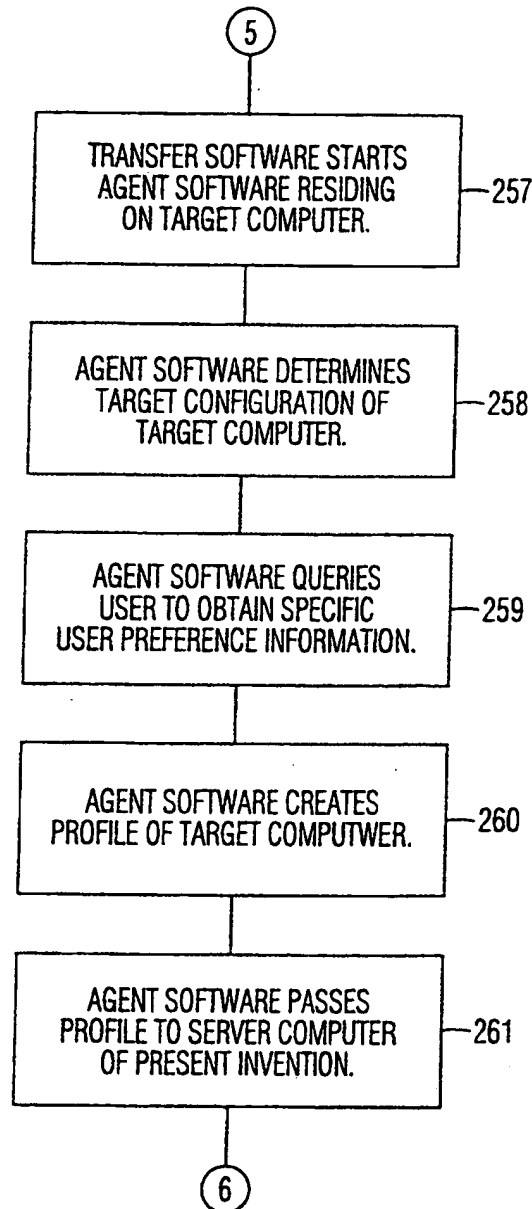 5
TRANSFER SOFTWARE STARTS
AGENT SOFTWARE RESIDING
ON TARGET COMPUTER.
257
AGENT SOFTWARE DETERMINES
TARGET CONFIGURATION OF
TARGET COMPUTER.
258
AGENT SOFTWARE QUERIES
USER TO OBTAIN SPECIFIC
USER PREFERENCE INFORMATION.
259
AGENT SOFTWARE CREATES
PROFILE OF TARGET COMPUTWER.
260
AGENT SOFTWARE PASSES
PROFILE TO SERVER COMPUTER
OF PRESENT INVENTION.
261
6